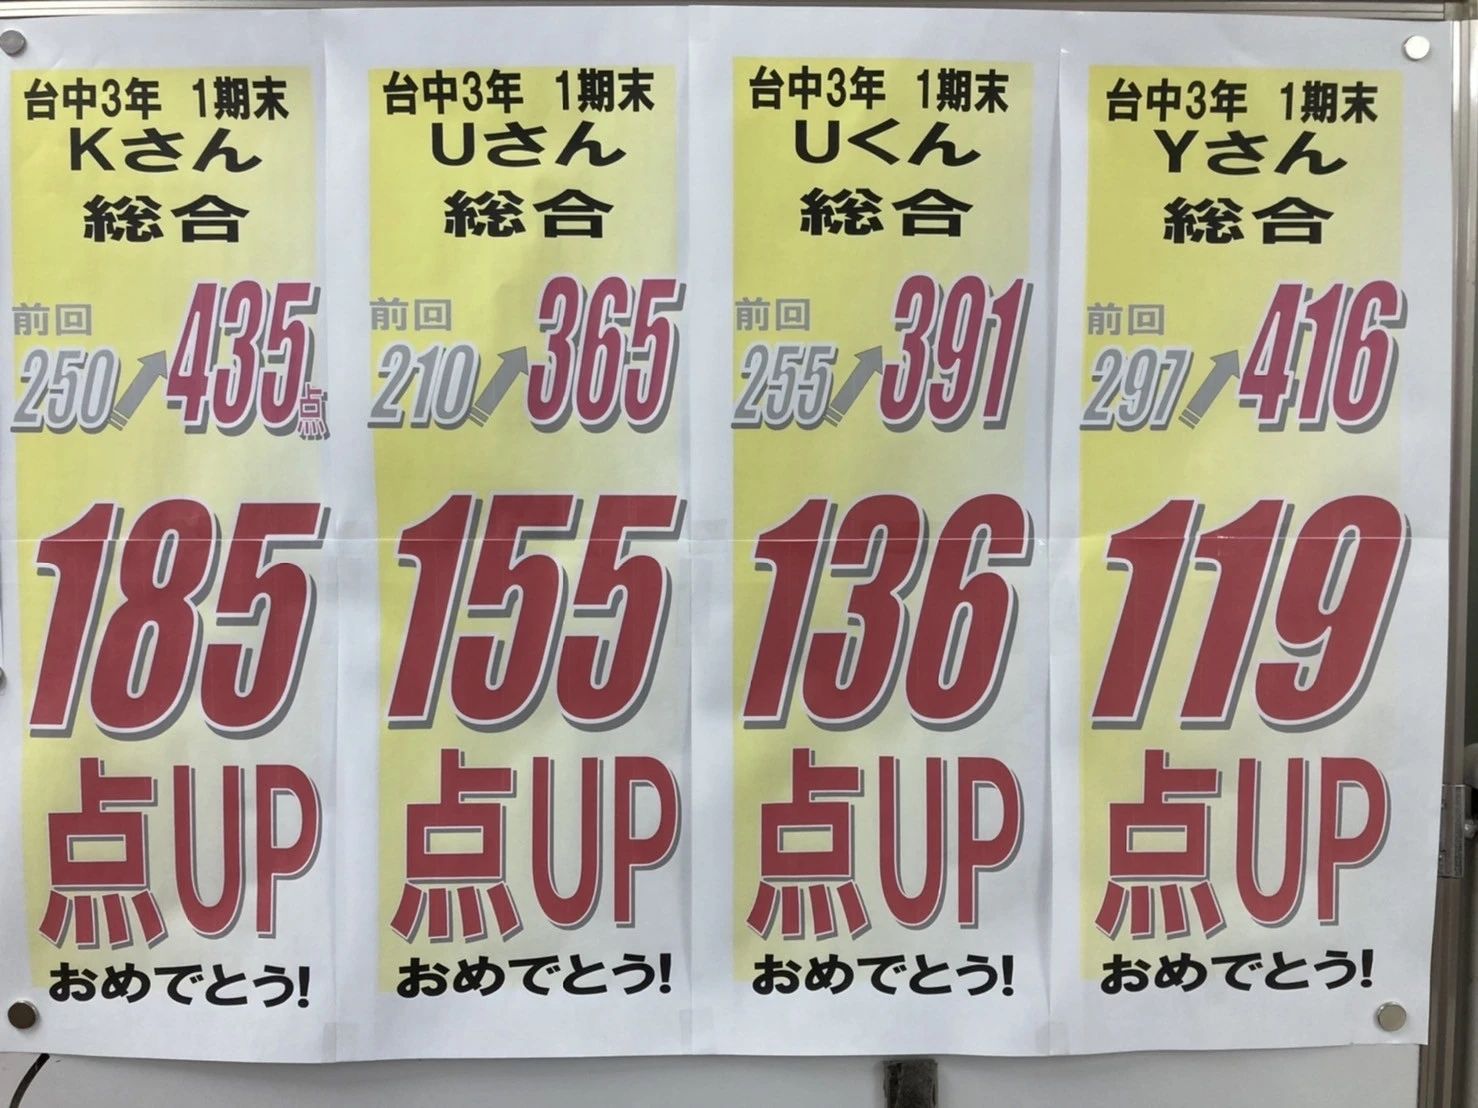 台中3年 1期末
Kさん
総合
前回
250 435点
185
点UP
おめでとう!
台中3年 1期末
Uさん
総合
前回
210 365
155
点UP
おめでとう!
台中3年 1期末
Uくん
総合
前回
255 391
136
点UP
おめでとう!
台中3年 1期末
Yさん
総合
前回
297 416
119
点UP
おめでとう!